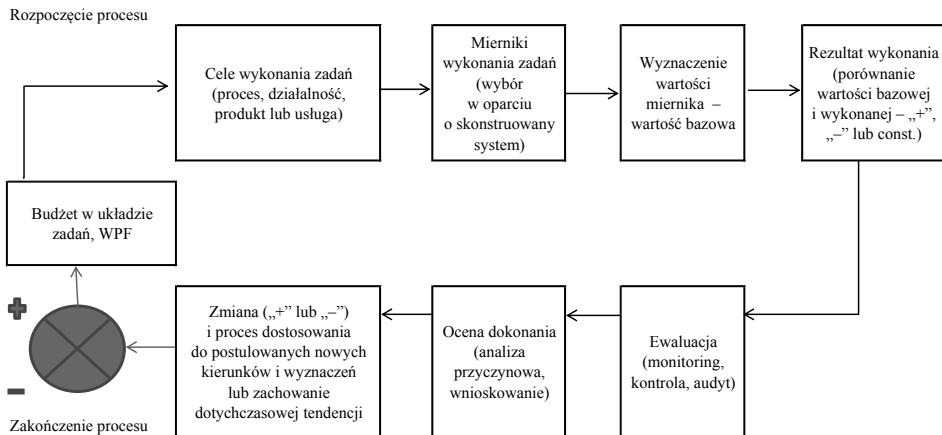 Rozpoczęcie procesu
Cele wykonania zadań
(proces, działalność,
produkt lub usługa)
Mierniki
wykonania zadań
(wybór
w oparciu
o skonstruowany
system)
Wyznaczenie
wartości
miernika –
wartość bazowa
Rezultat wykonania
(porównanie
wartości bazowej
i wykonanej – „+”,
„–” lub const.)
Budżet w układzie
zadań, WPF
Zmiana („+” lub „–”)
i proces dostosowania
do postulowanych nowych
kierunków i wyznaczeń
lub zachowanie
dotychczasowej tendencji
Ocena dokonania
(analiza
przyczynowa,
wnioskowanie)
Ewaluacja
(monitoring,
kontrola, audyt)
+
–
Zakończenie procesu